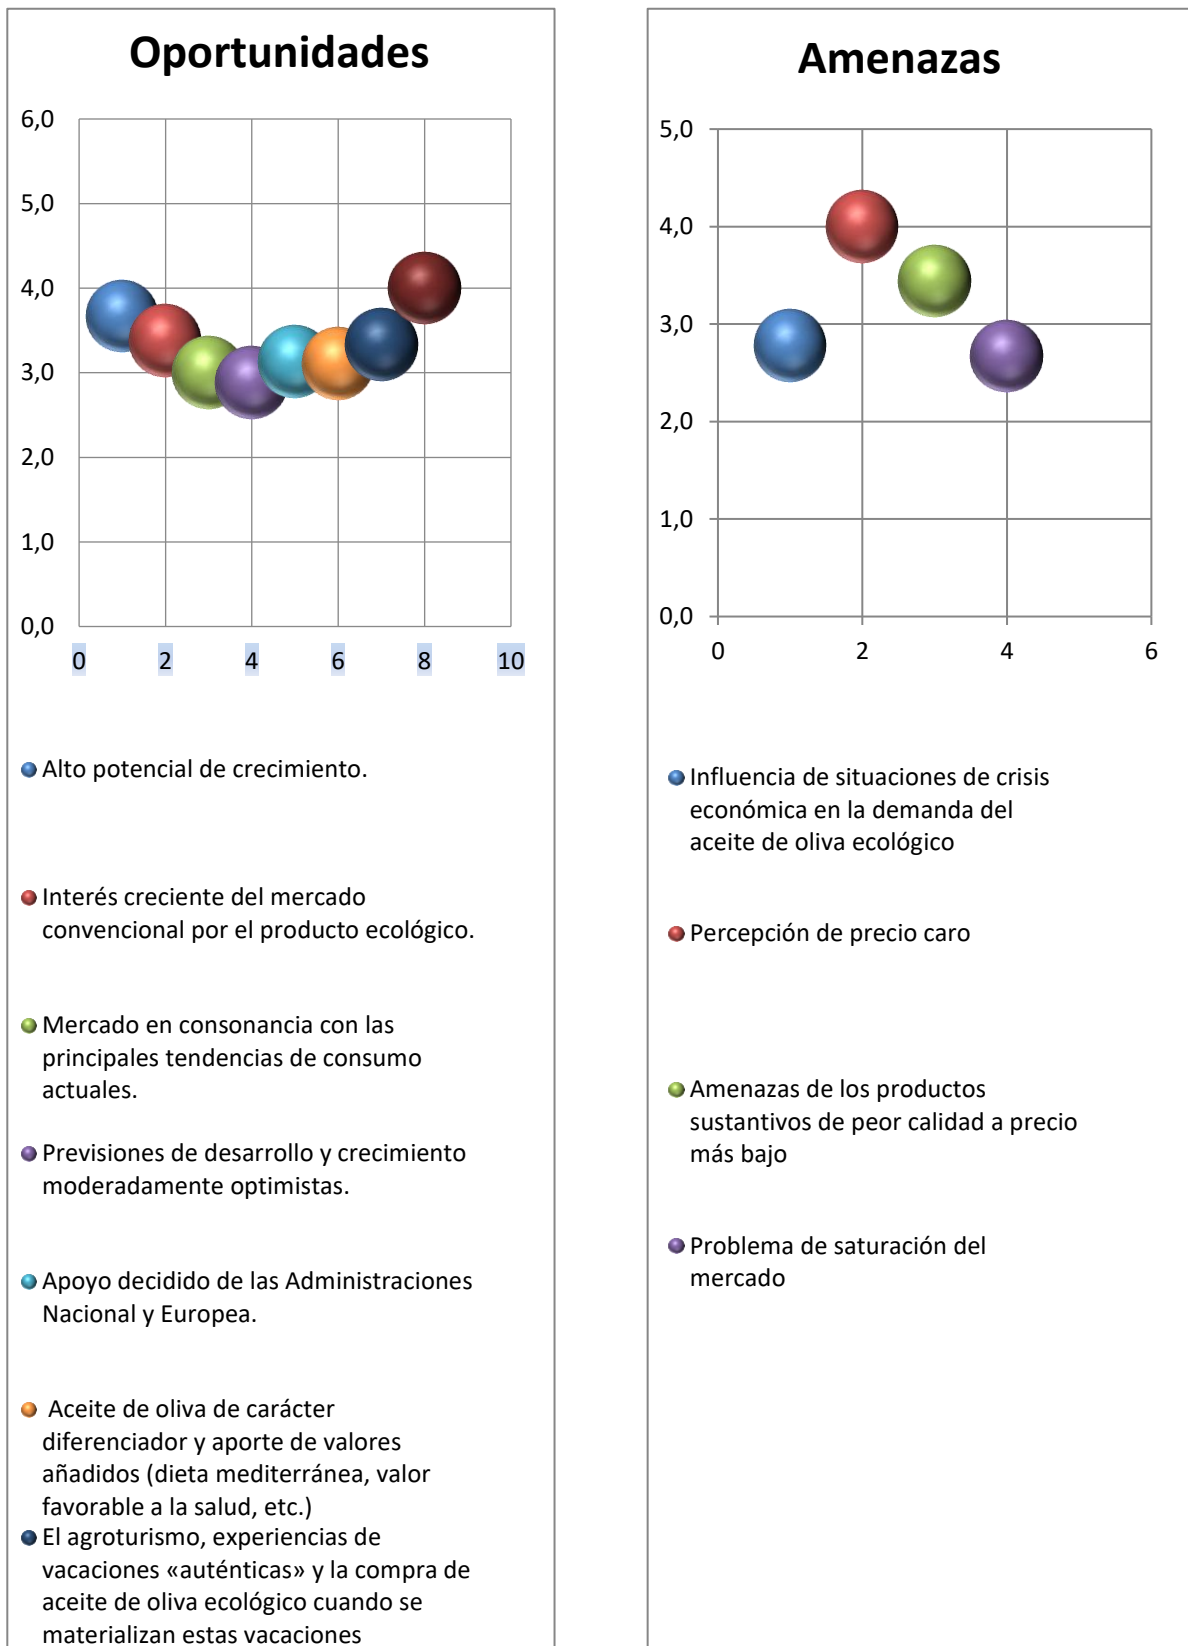 Oportunidades
6,0
5,0
4,0
3,0
2,0
1,0
0,0
0 2 4 6 8 10
Alto potencial de crecimiento.
Interés creciente del mercado
convencional por el producto ecológico.
Mercado en consonancia con las
principales tendencias de consumo
actuales.
Previsiones de desarrollo y crecimiento
moderadamente optimistas.
Apoyo decidido de las Administraciones
Nacional y Europea.
Aceite de oliva de carácter
diferenciador y aporte de valores
añadidos (dieta mediterránea, valor
favorable a la salud, etc.)
El agroturismo, experiencias de
vacaciones «auténticas» y la compra de
aceite de oliva ecológico cuando se
materializan estas vacaciones
Amenazas
5,0
4,0
3,0
2,0
1,0
0,0
0 2 4 6
Influencia de situaciones de crisis
económica en la demanda del
aceite de oliva ecológico
Percepción de precio caro
Amenazas de los productos
sustantivos de peor calidad a precio
más bajo
Problema de saturación del
mercado